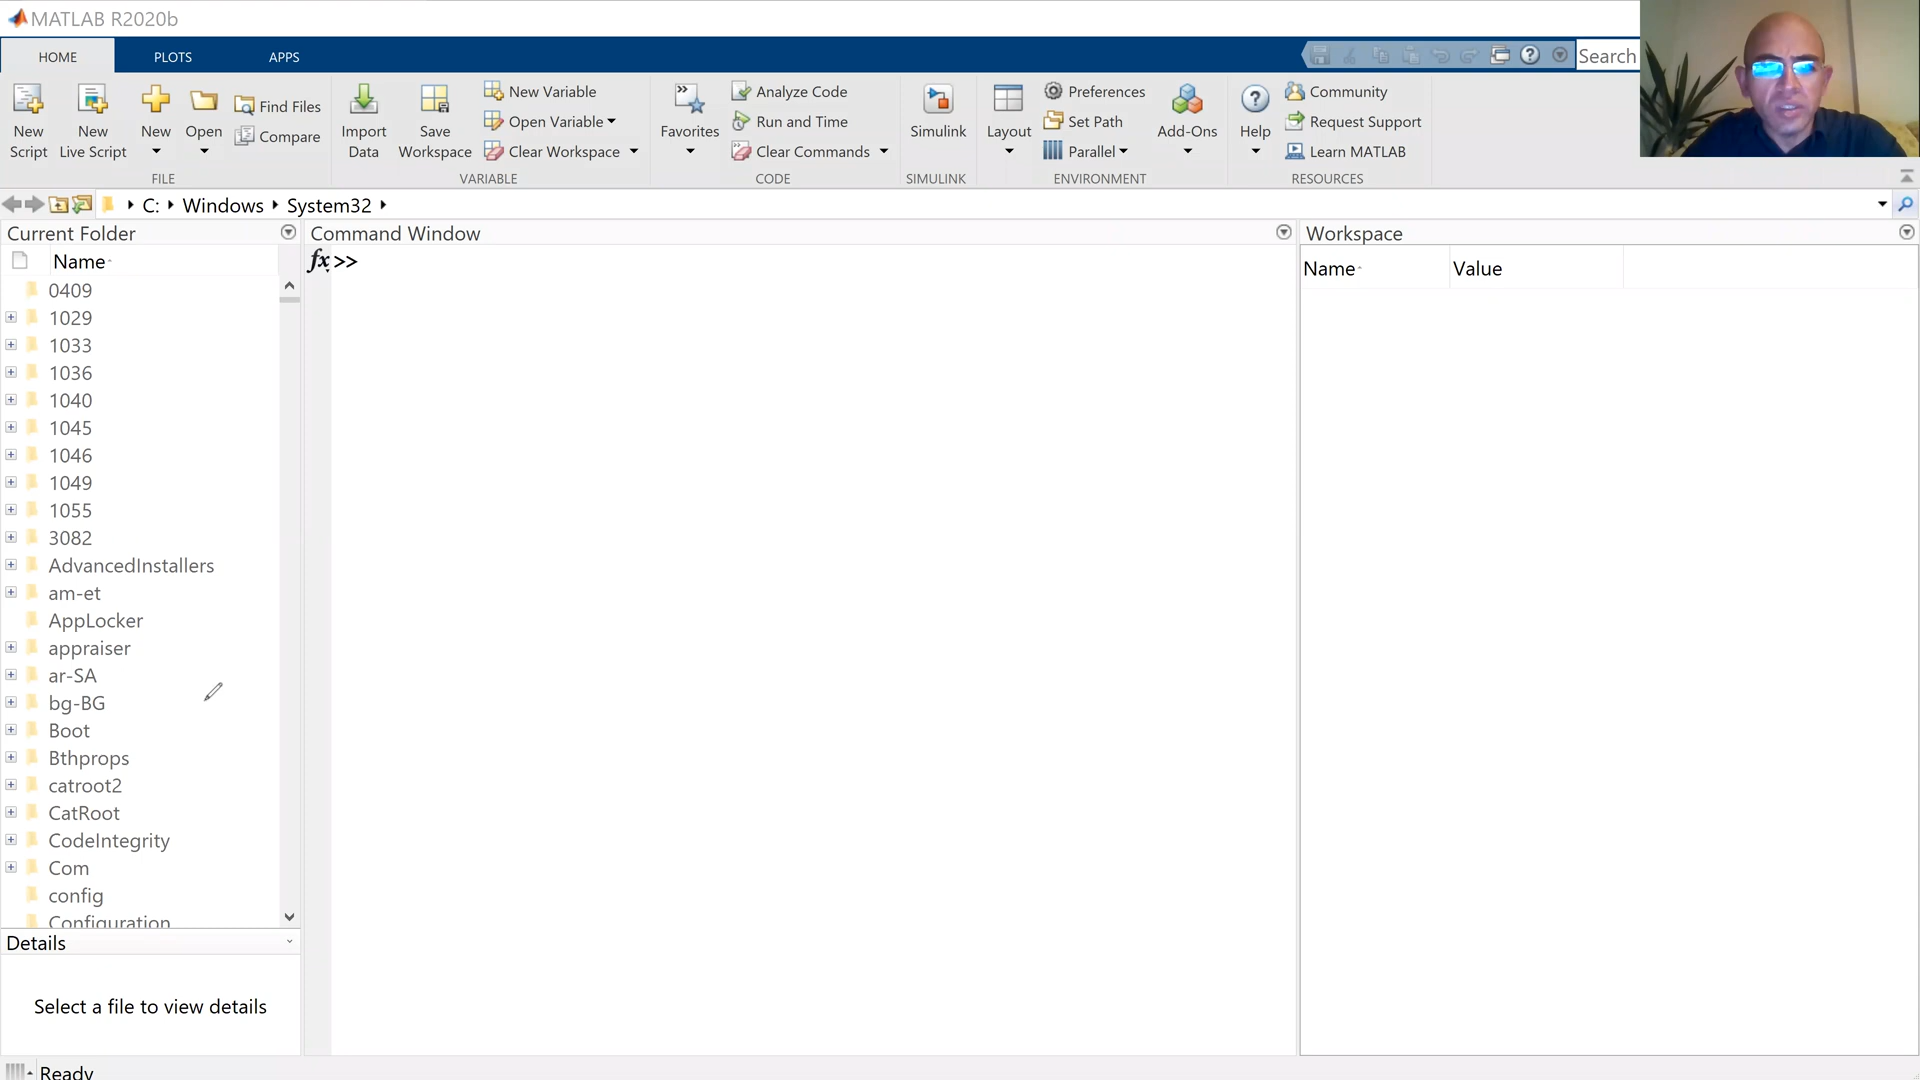 MATLAB R2020b
HOME
PLOTS
APPS
Search
New Script
New Live Script
New
Open
Find Files
Compare
FILE
Import Data
Save Workspace
New Variable
Open Variable
Clear Workspace
VARIABLE
Favorites
Analyze Code
Run and Time
Clear Commands
CODE
Simulink
SIMULINK
Layout
Preferences
Set Path
Parallel
Add-Ons
ENVIRONMENT
Help
Community
Request Support
Learn MATLAB
RESOURCES
C: Windows System32
Current Folder
Name
0409
1029
1033
1036
1040
1045
1046
1049
1055
3082
AdvancedInstallers
am-et
AppLocker
appraiser
ar-SA
bg-BG
Boot
Bthprops
catroot2
CatRoot
CodeIntegrity
Com
config
Configuration
Details
Select a file to view details
Command Window
fx >>
Workspace
Name Value
Ready